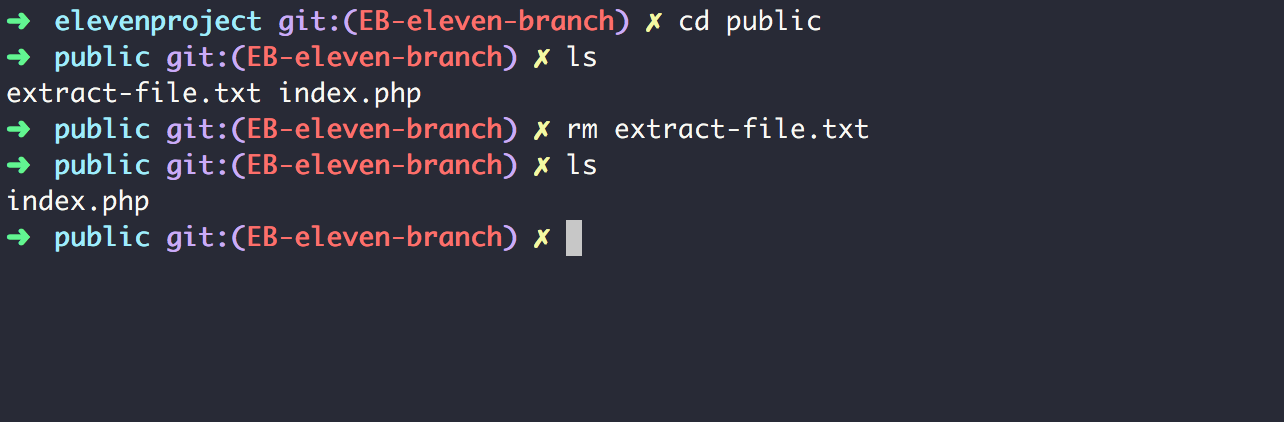 ➜ elevenproject git:(EB-eleven-branch) ✗ cd public
➜ public git:(EB-eleven-branch) ✗ ls
extract-file.txt index.php
➜ public git:(EB-eleven-branch) ✗ rm extract-file.txt
➜ public git:(EB-eleven-branch) ✗ ls
index.php
➜ public git:(EB-eleven-branch) ✗